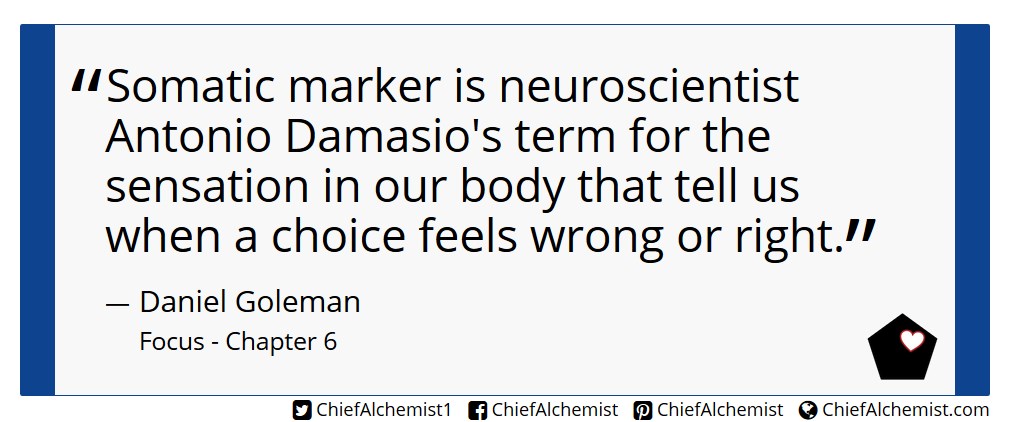 “Somatic marker is neuroscientist
Antonio Damasio's term for the
sensation in our body that tell us
when a choice feels wrong or right.”
— Daniel Goleman
Focus - Chapter 6
ChiefAlchemist1 ChiefAlchemist ChiefAlchemist ChiefAlchemist.com